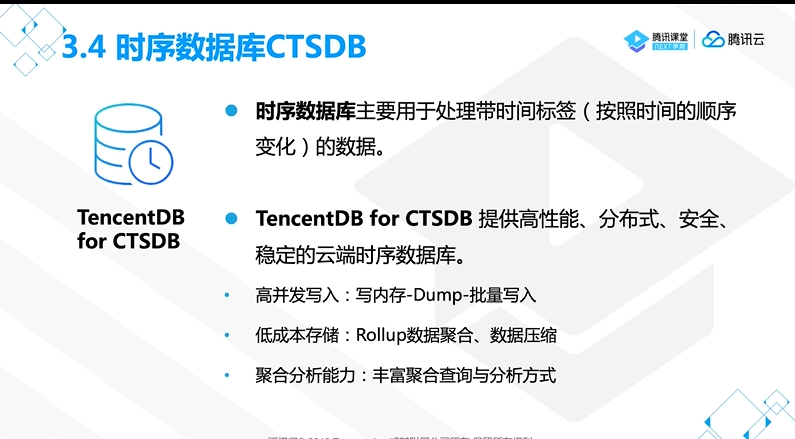 3.4 时序数据库CTSDB
腾讯课堂
NEXT学院
腾讯云
时序数据库主要用于处理带时间标签（按照时间的顺序
变化）的数据。
TencentDB
for CTSDB
TencentDB for CTSDB 提供高性能、分布式、安全、
稳定的云端时序数据库。
高并发写入：写内存-Dump-批量写入
低成本存储：Rollup数据聚合、数据压缩
聚合分析能力：丰富聚合查询与分析方式